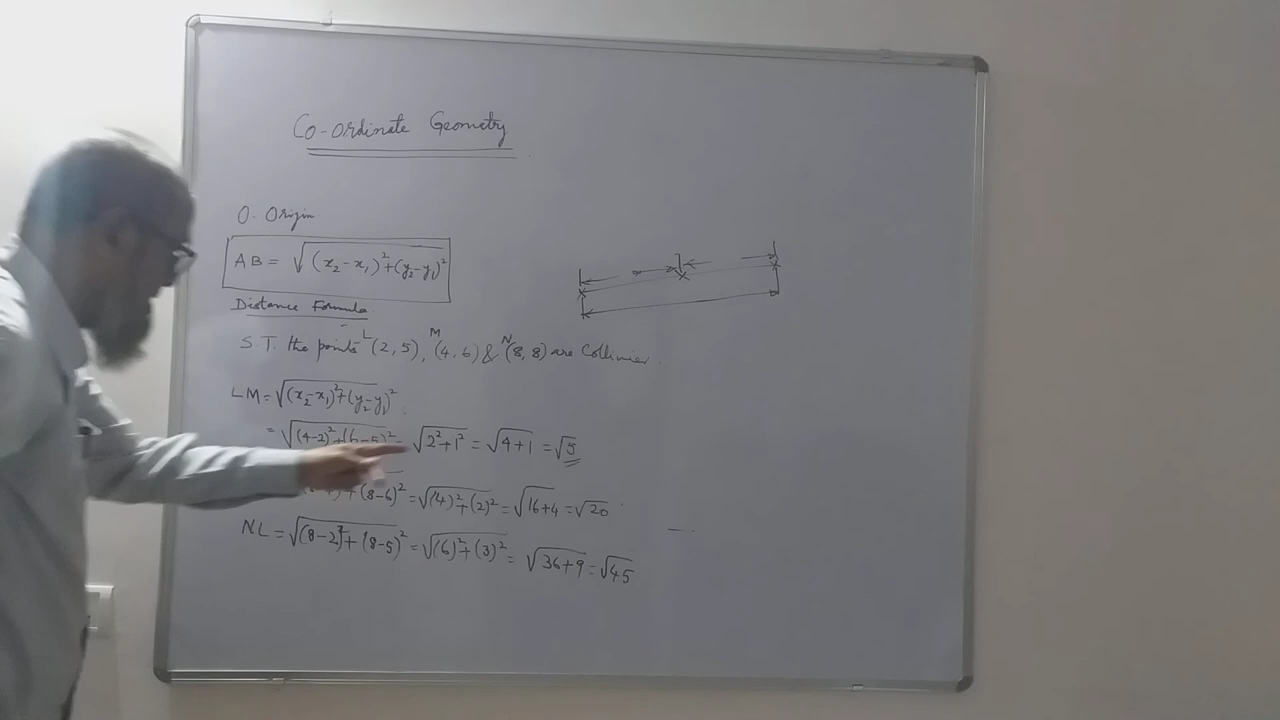 Co-ordinate Geometry
O. Origin
AB = √(x₂-x₁)²+(y₂-y₁)²
Distance Formula
S.T. the points L(2,5), M(4,6) & N(8,8) are Collinier.
LM = √(x₂-x₁)²+(y₂-y₁)²
= √(4-2)²+(6-5)² = √2²+1² = √4+1 = √5
+(8-6)² = √(4)²+(2)² = √16+4 = √20
NL = √(8-2)²+(8-5)² = √(6)²+(3)² = √36+9 = √45